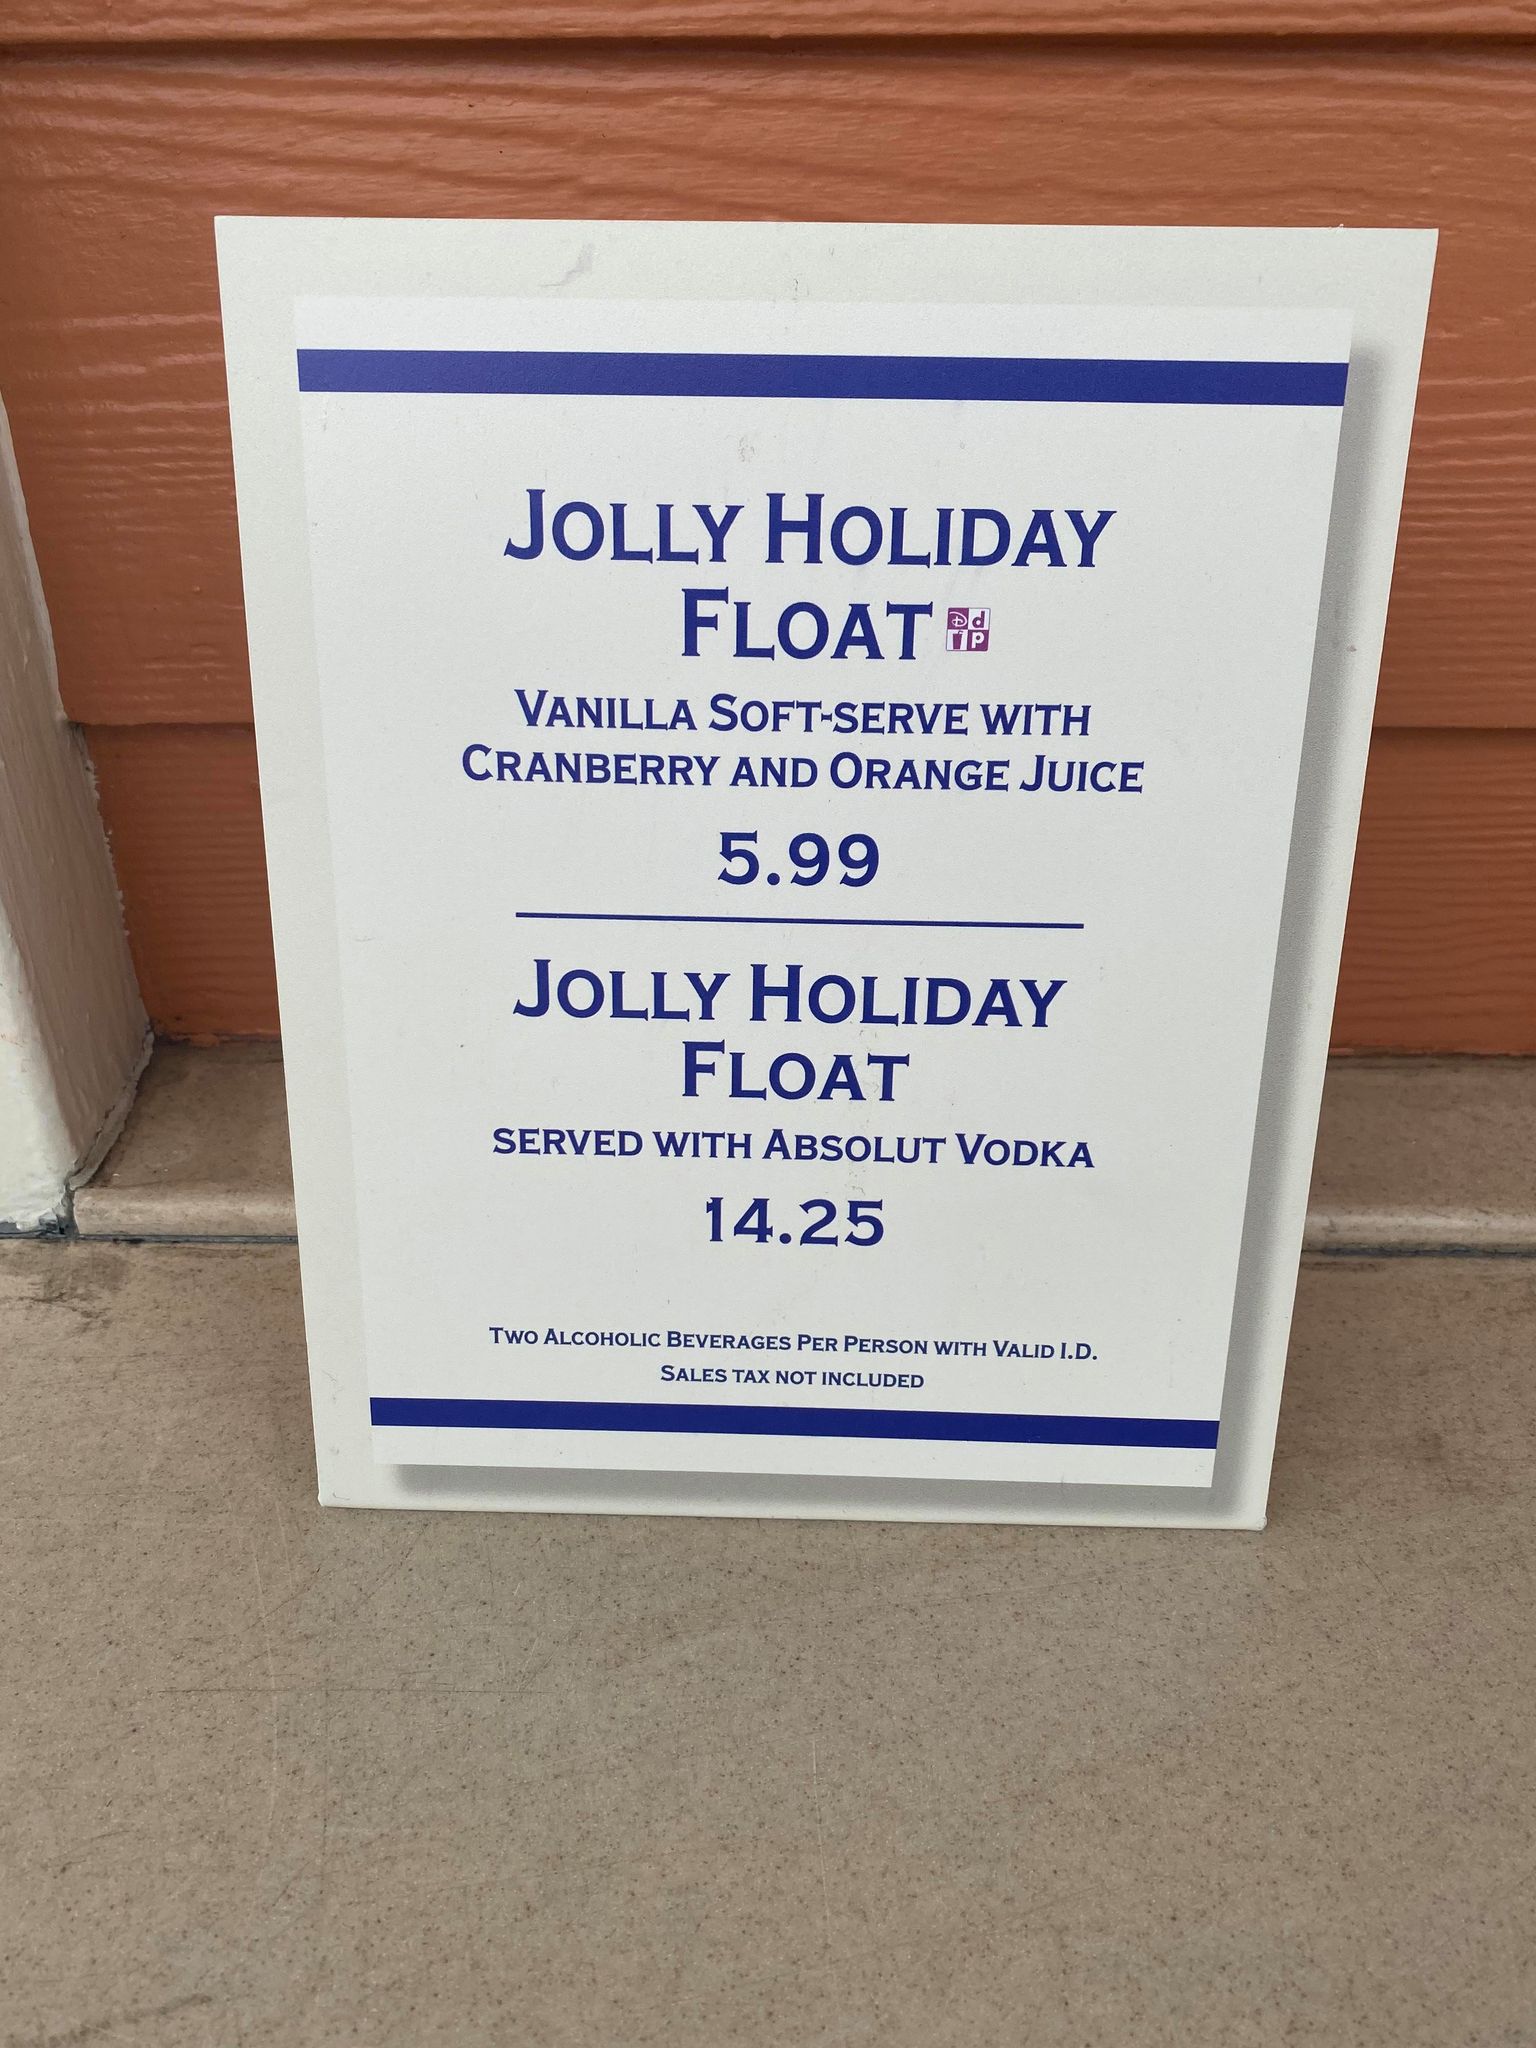 Jolly Holiday
Float D d i p
Vanilla Soft-serve with
Cranberry and Orange Juice
5.99
Jolly Holiday
Float
served with Absolut Vodka
14.25
Two Alcoholic Beverages Per Person with Valid I.D.
Sales tax not included